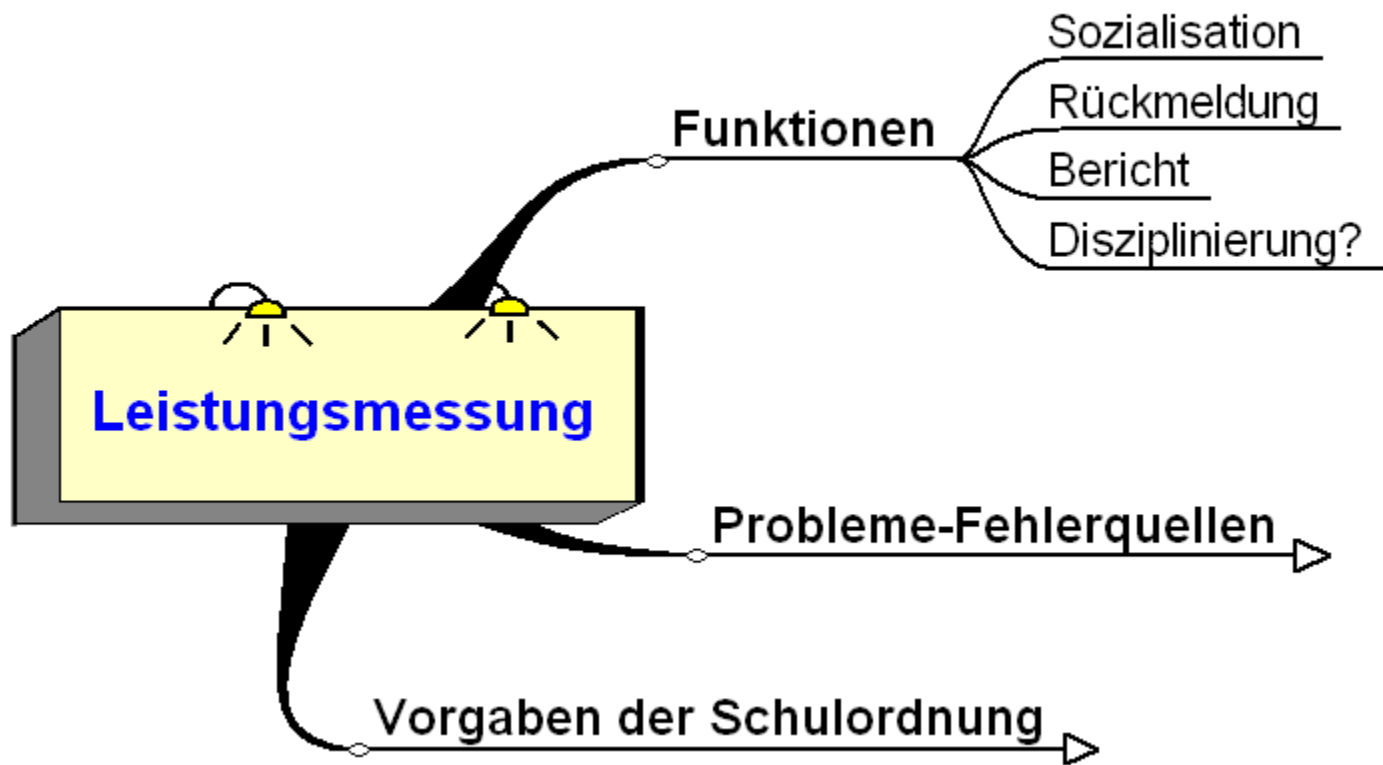 Sozialisation
Rückmeldung
Funktionen
Bericht
Disziplinierung?
Leistungsmessung
Probleme-Fehlerquellen
Vorgaben der Schulordnung